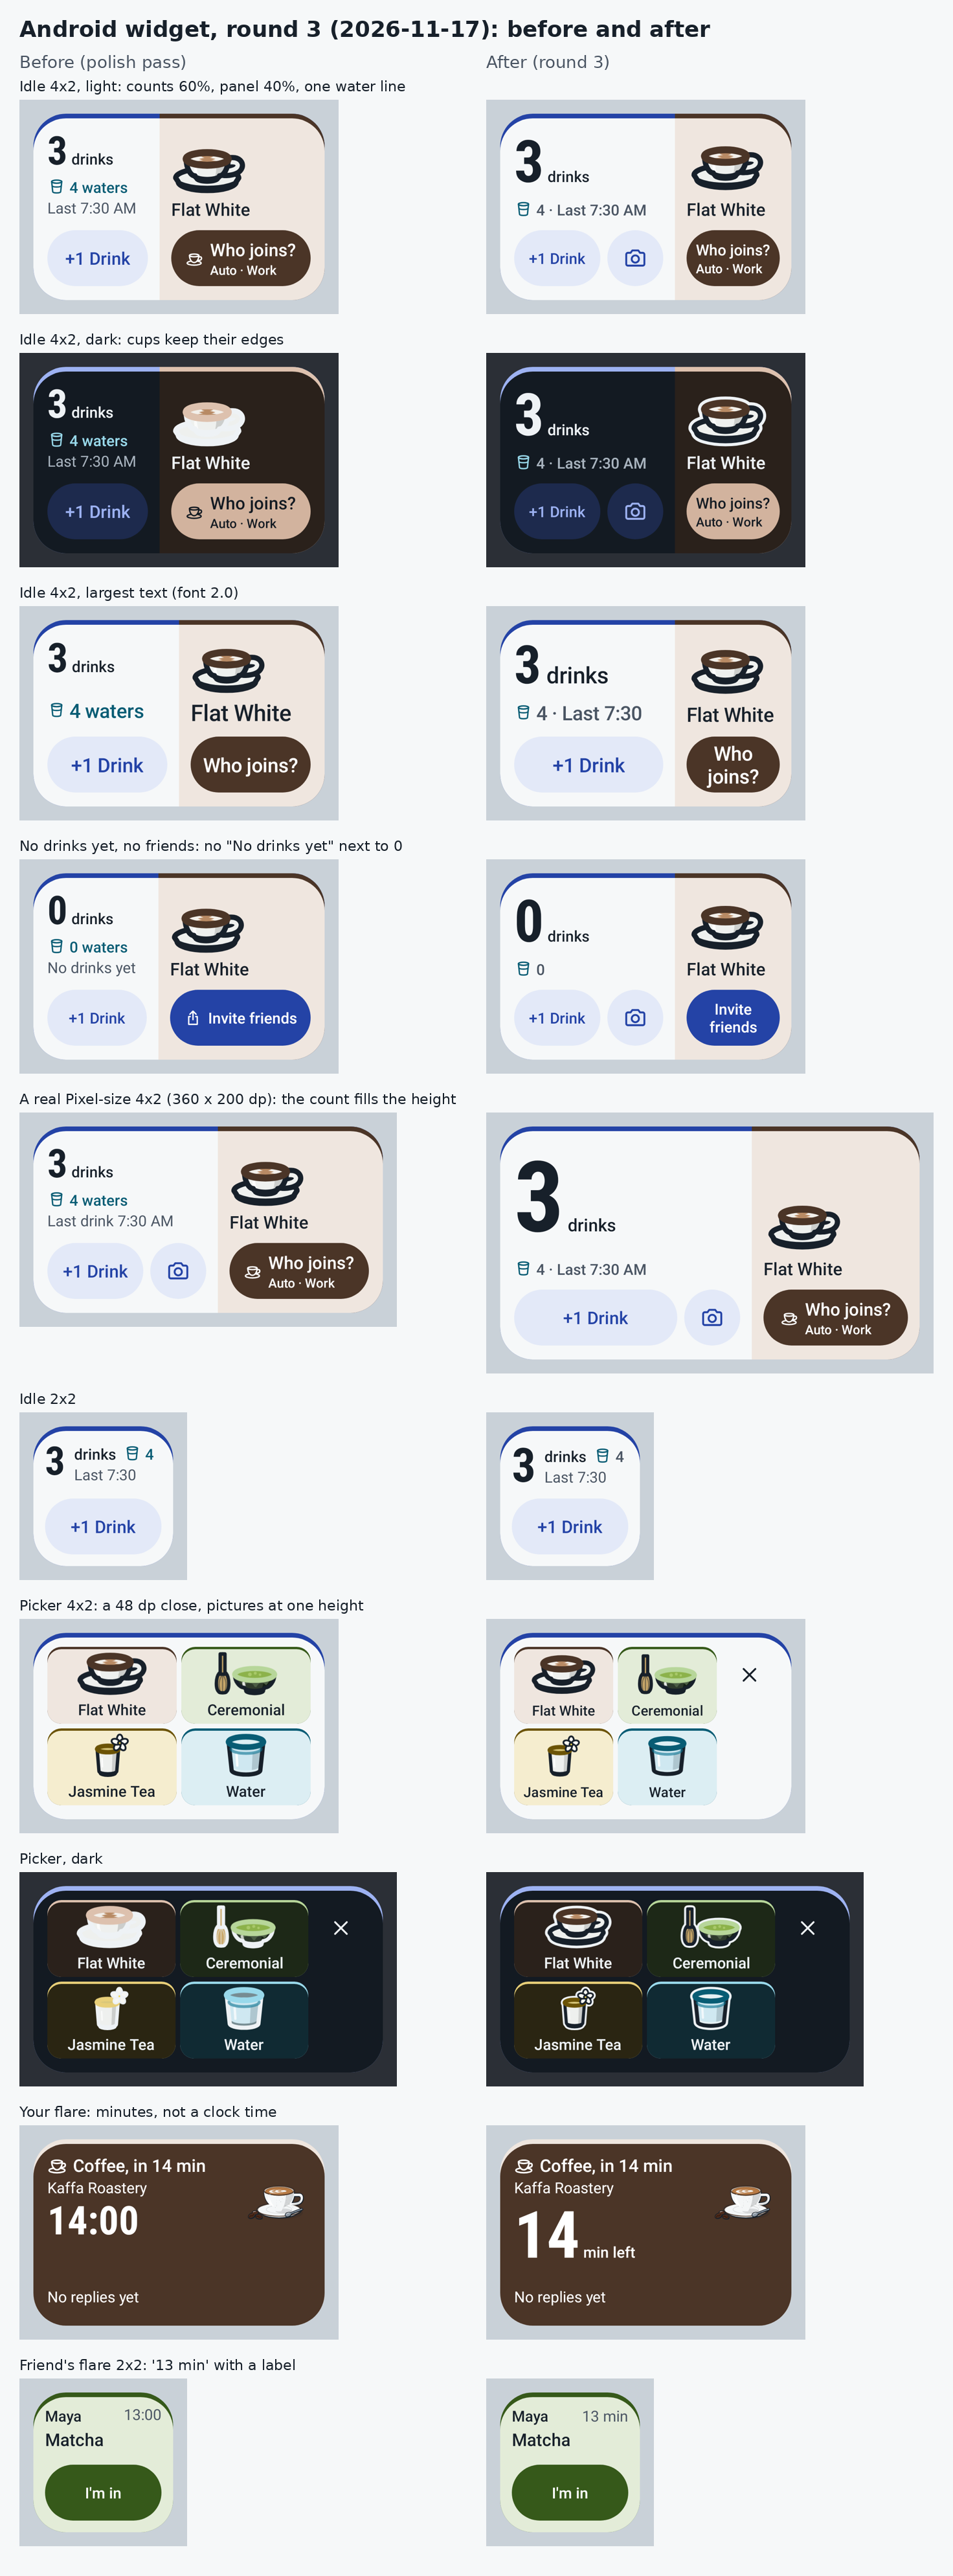 Android widget, round 3 (2026-11-17): before and after
Before (polish pass)
After (round 3)
Idle 4x2, light: counts 60%, panel 40%, one water line
3 drinks
4 waters
Last 7:30 AM
+1 Drink
Flat White
Who joins?
Auto · Work
3 drinks
4 · Last 7:30 AM
+1 Drink
Flat White
Who joins?
Auto · Work
Idle 4x2, dark: cups keep their edges
3 drinks
4 waters
Last 7:30 AM
+1 Drink
Flat White
Who joins?
Auto · Work
3 drinks
4 · Last 7:30 AM
+1 Drink
Flat White
Who joins?
Auto · Work
Idle 4x2, largest text (font 2.0)
3 drinks
4 waters
+1 Drink
Flat White
Who joins?
3 drinks
4 · Last 7:30
+1 Drink
Flat White
Who
joins?
No drinks yet, no friends: no "No drinks yet" next to 0
0 drinks
0 waters
No drinks yet
+1 Drink
Flat White
Invite friends
0 drinks
0
+1 Drink
Flat White
Invite
friends
A real Pixel-size 4x2 (360 x 200 dp): the count fills the height
3 drinks
4 waters
Last drink 7:30 AM
+1 Drink
Flat White
Who joins?
Auto · Work
3 drinks
4 · Last 7:30 AM
+1 Drink
Flat White
Who joins?
Auto · Work
Idle 2x2
3 drinks 4
Last 7:30
+1 Drink
3 drinks 4
Last 7:30
+1 Drink
Picker 4x2: a 48 dp close, pictures at one height
Flat White
Ceremonial
Jasmine Tea
Water
Flat White
Ceremonial
Jasmine Tea
Water
Picker, dark
Flat White
Ceremonial
Jasmine Tea
Water
Flat White
Ceremonial
Jasmine Tea
Water
Your flare: minutes, not a clock time
Coffee, in 14 min
Kaffa Roastery
14:00
No replies yet
Coffee, in 14 min
Kaffa Roastery
14 min left
No replies yet
Friend's flare 2x2: '13 min' with a label
Maya 13:00
Matcha
I'm in
Maya 13 min
Matcha
I'm in